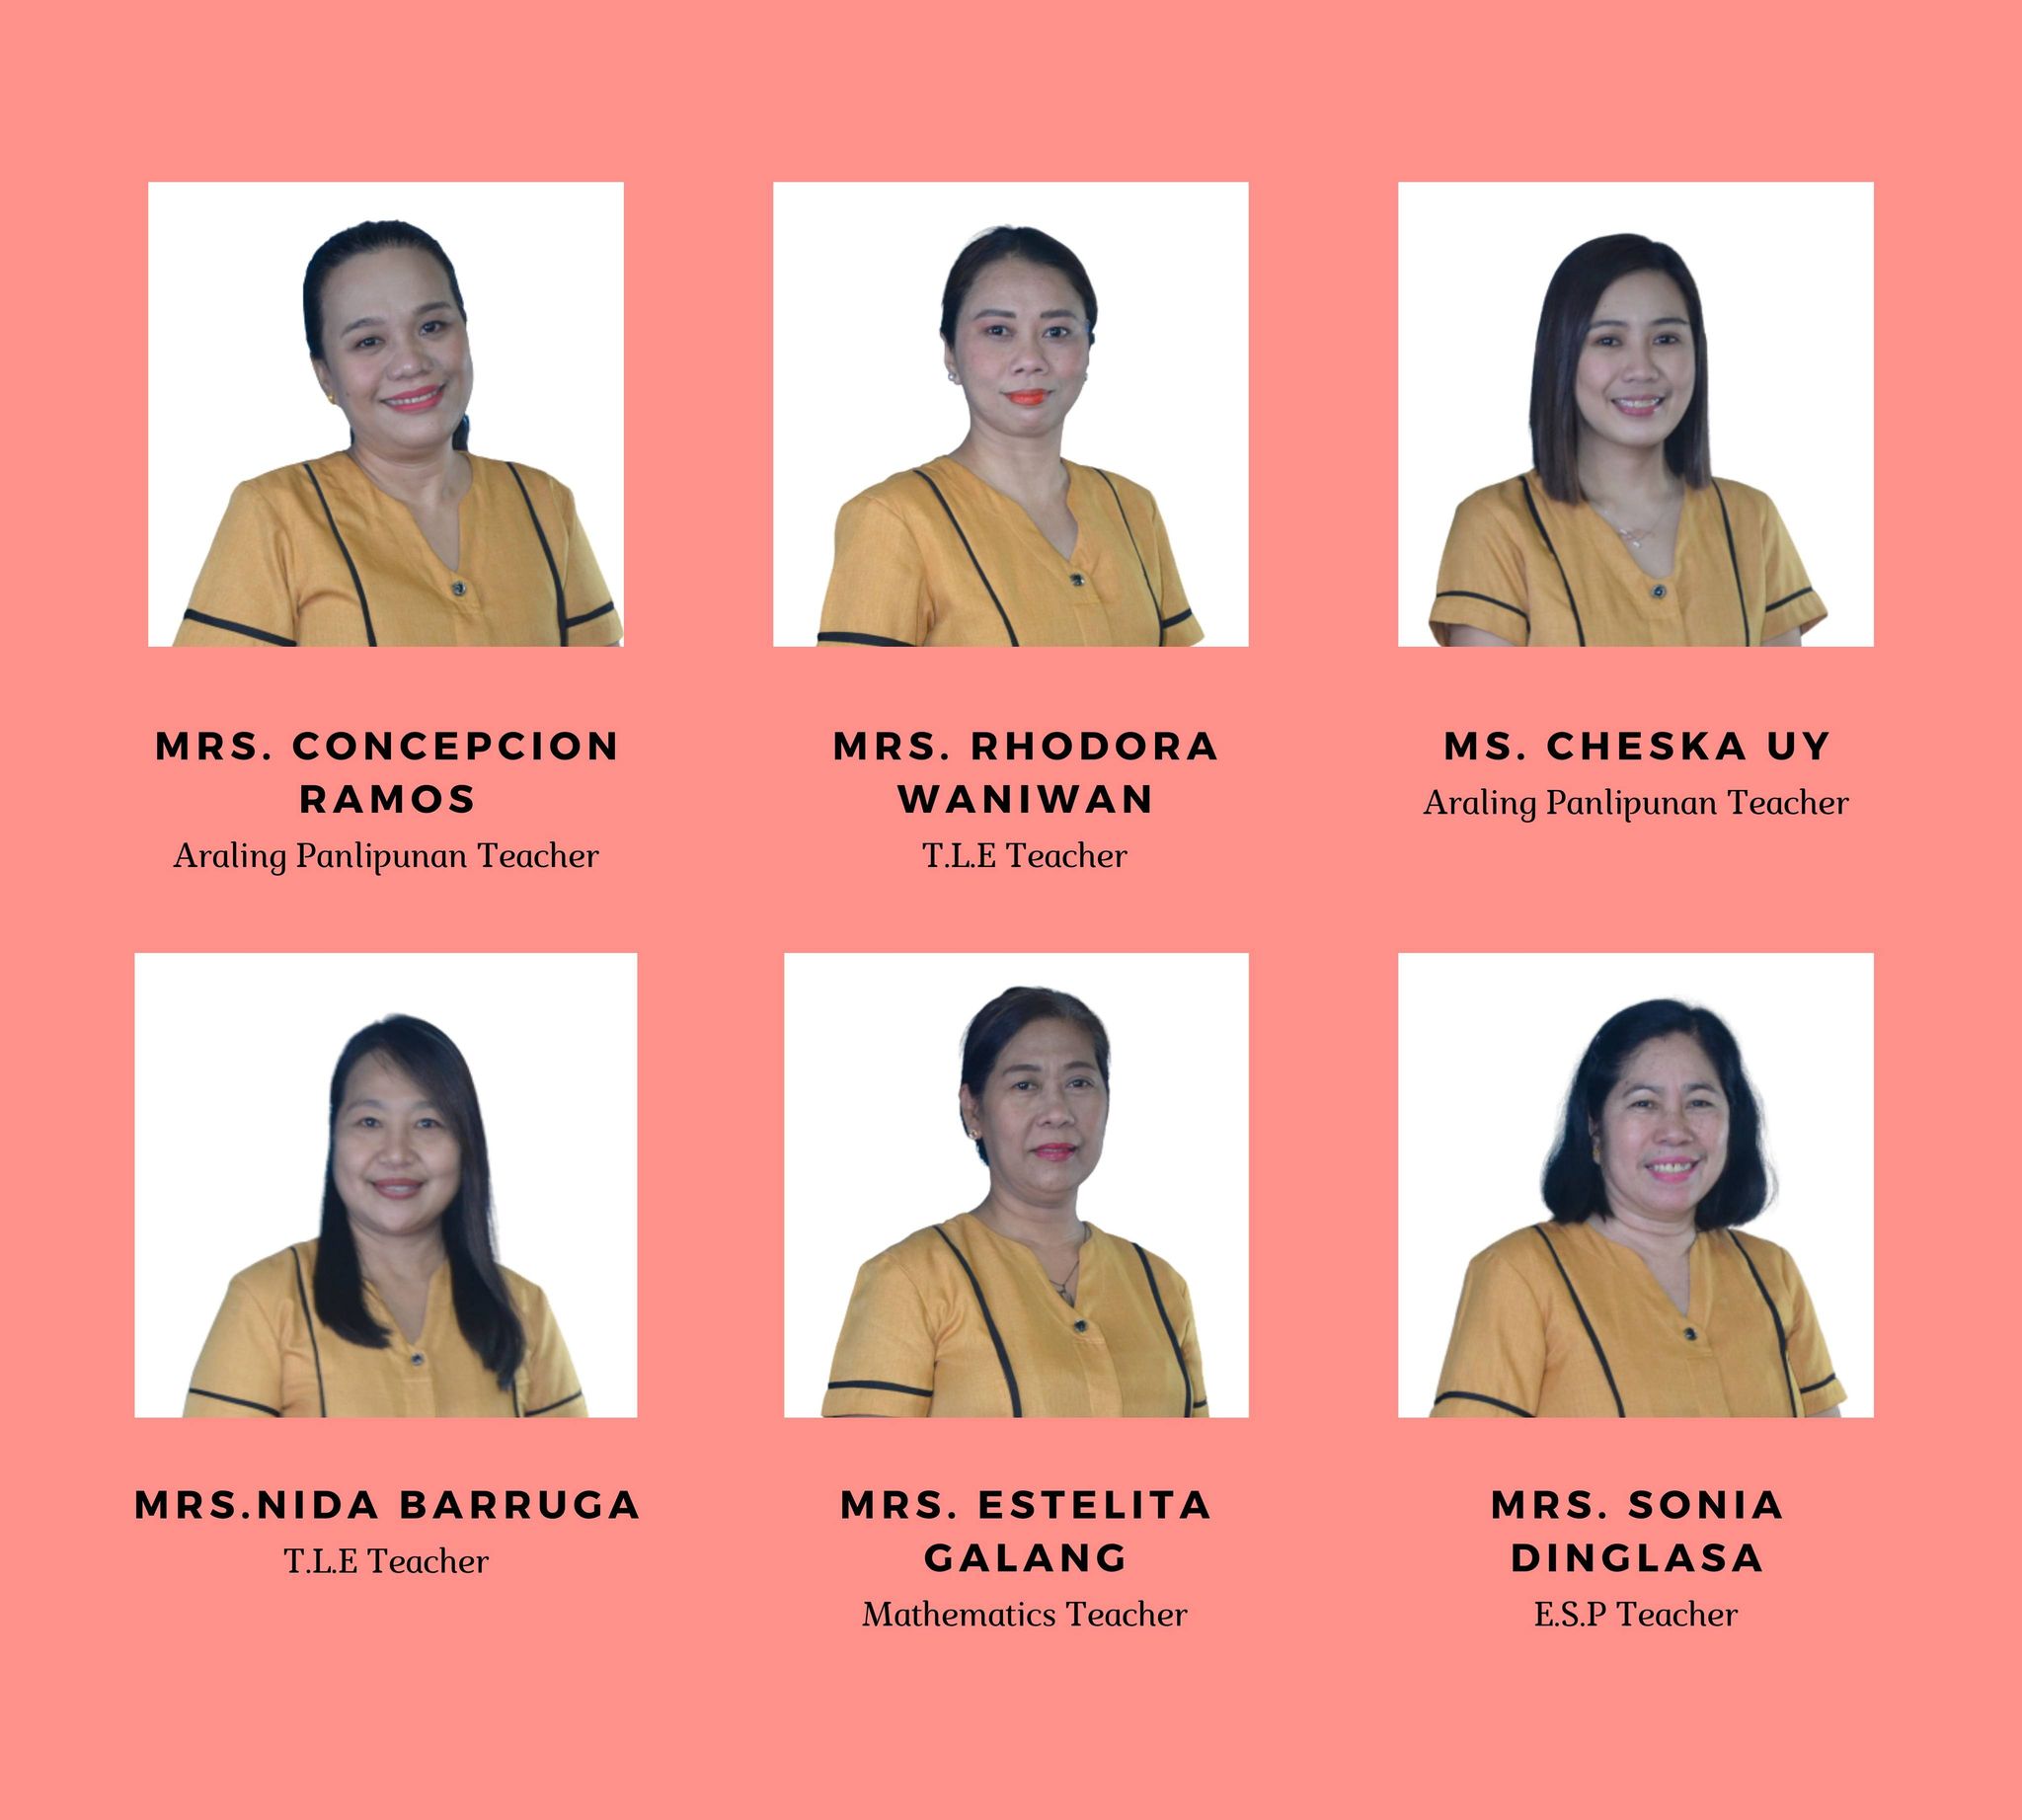 MRS. CONCEPCION
RAMOS
Araling Panlipunan Teacher
MRS. RHODORA
WANIWAN
T.L.E Teacher
MS. CHESKA UY
Araling Panlipunan Teacher
MRS.NIDA BARRUGA
T.L.E Teacher
MRS. ESTELITA
GALANG
Mathematics Teacher
MRS. SONIA
DINGLASA
E.S.P Teacher